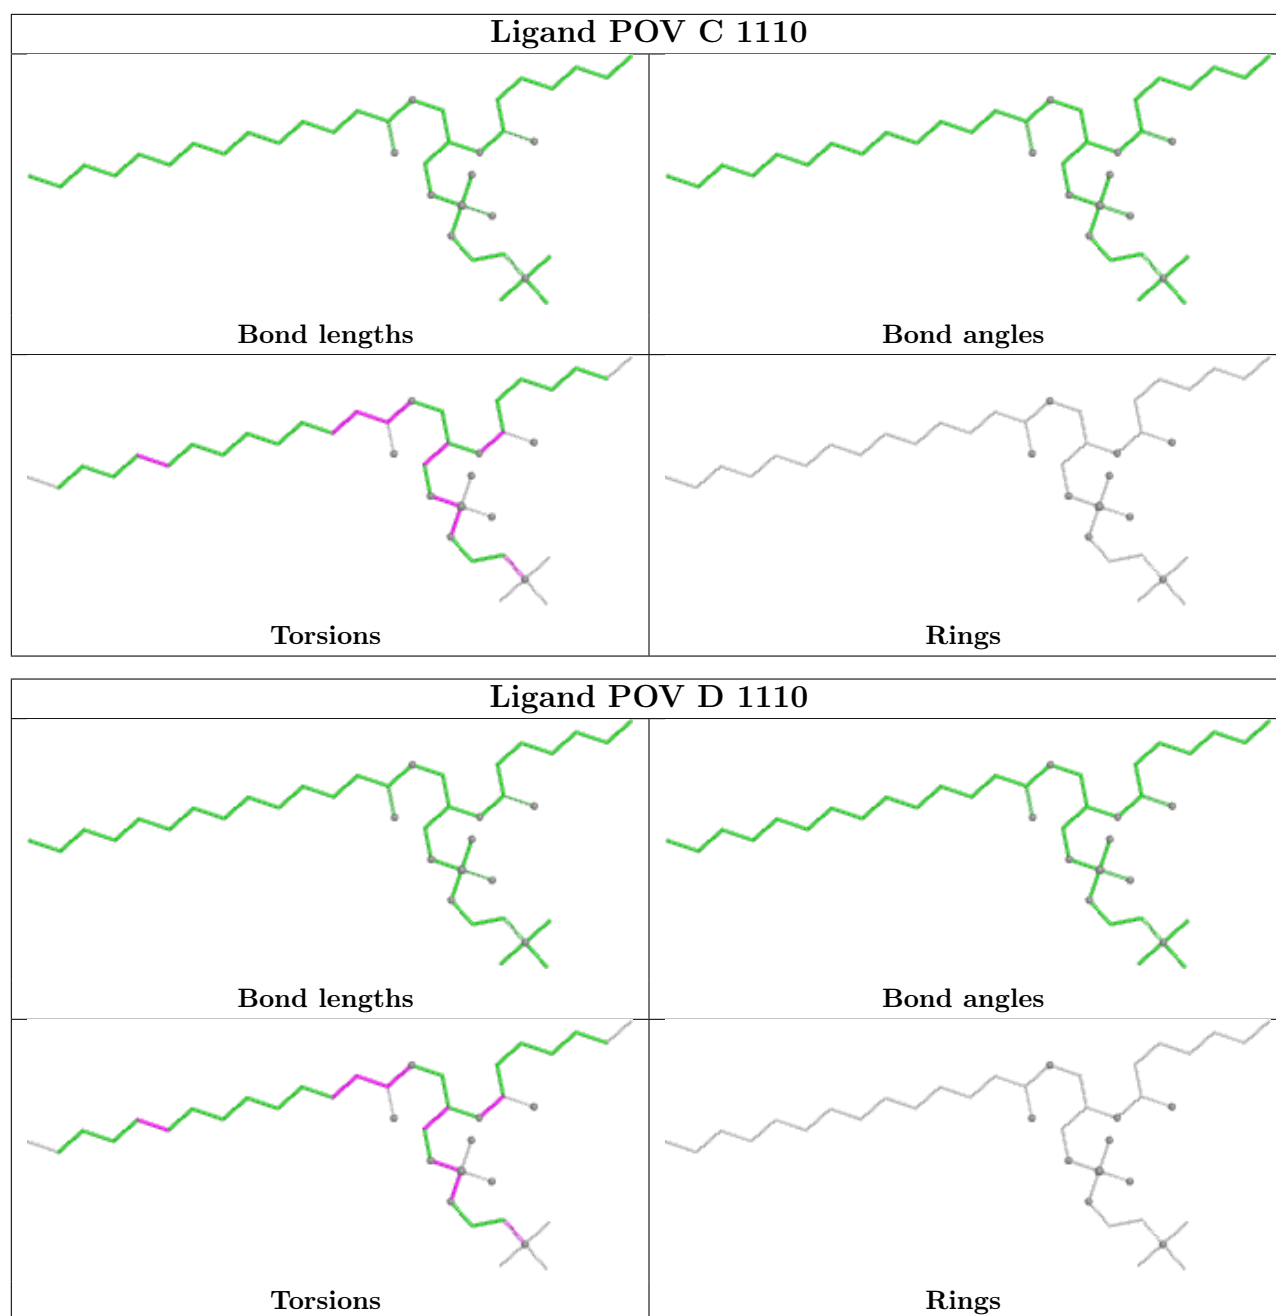 Ligand POV C 1110
Bond lengths
Bond angles
Torsions
Rings
Ligand POV D 1110
Bond lengths
Bond angles
Torsions
Rings